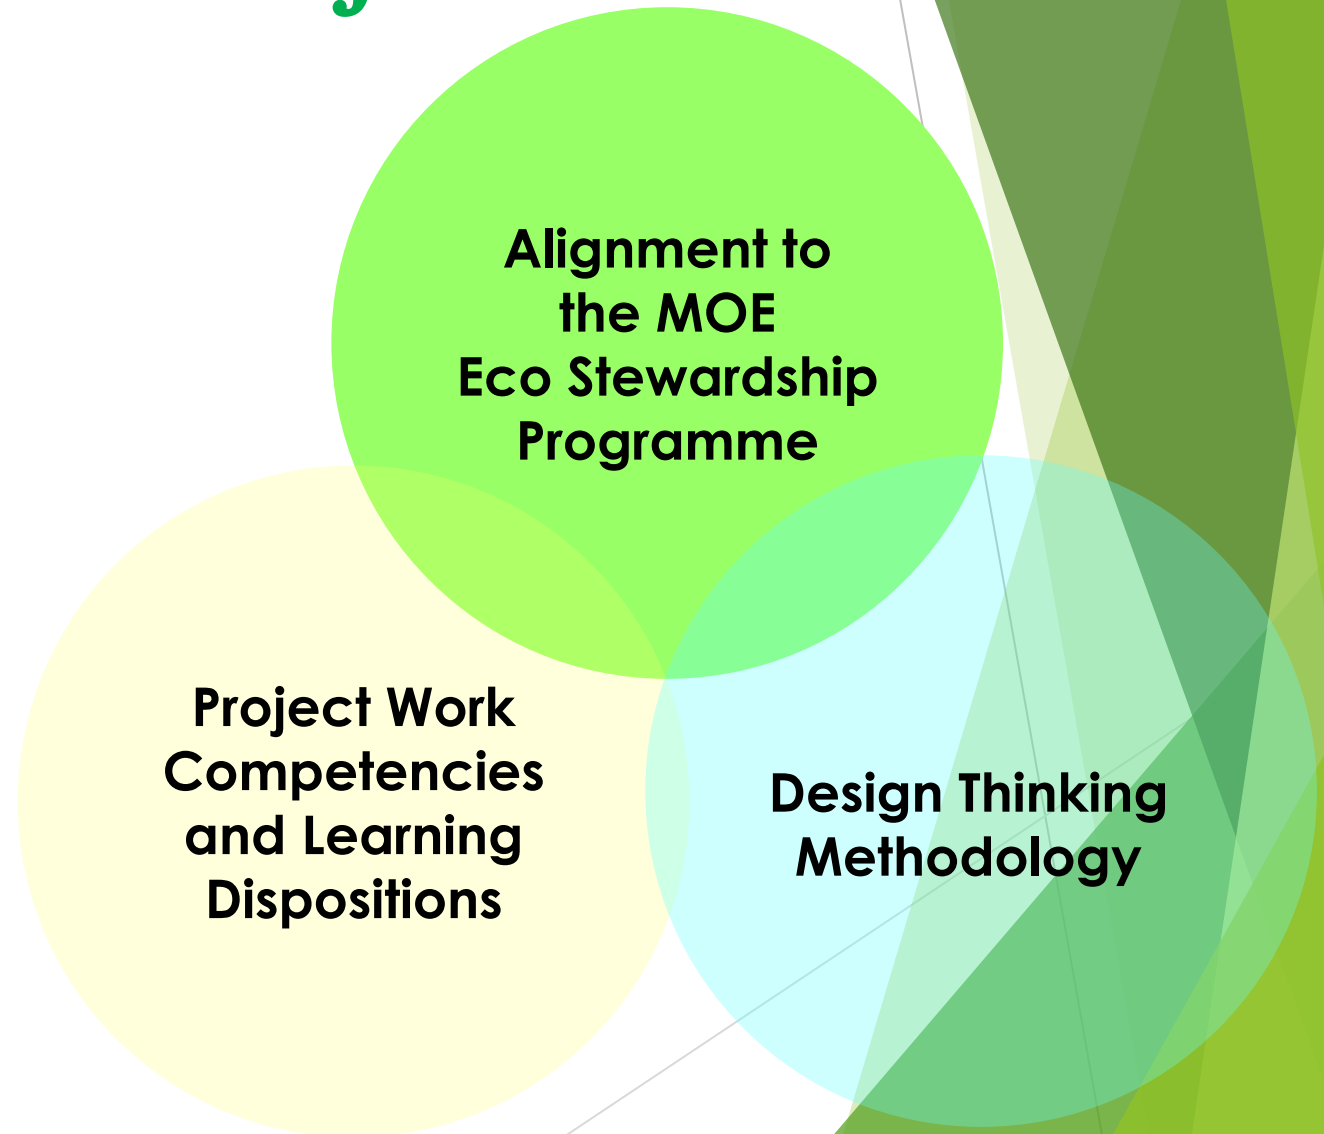 Alignment to
the MOE
Eco Stewardship
Programme
Project Work
Competencies
and Learning
Dispositions
Design Thinking
Methodology